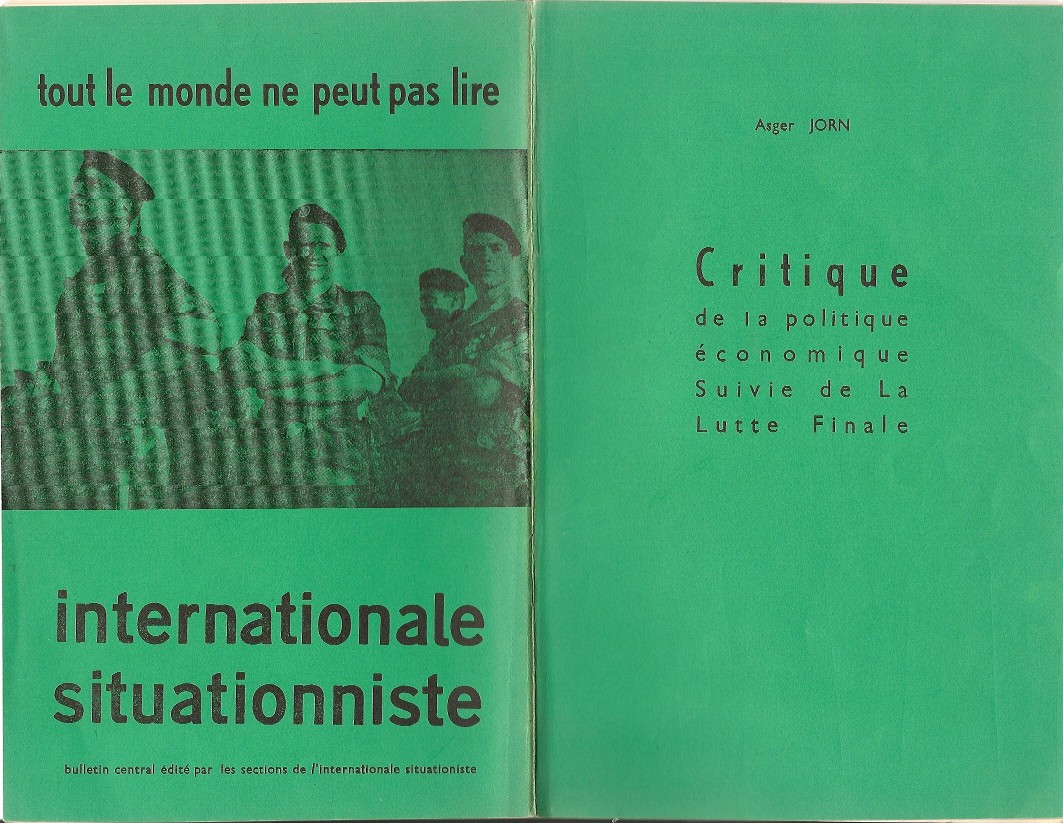 tout le monde ne peut pas lire
internationale
situationniste
bulletin central édité par les sections de l'internationale situationniste
Asger JORN
Critique
de la politique
économique
Suivie de La
Lutte Finale